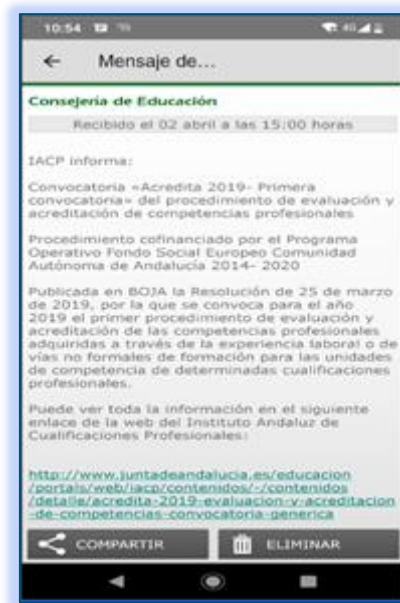 10:54
4G
Mensaje de...
Consejería de Educación
Recibido el 02 abril a las 15:00 horas
IACP informa:
Convocatoria «Acredita 2019- Primera
convocatoria» del procedimiento de evaluación y
acreditación de competencias profesionales
Procedimiento cofinanciado por el Programa
Operativo Fondo Social Europeo Comunidad
Autónoma de Andalucía 2014- 2020
Publicada en BOJA la Resolución de 25 de marzo
de 2019, por la que se convoca para el año
2019 el primer procedimiento de evaluación y
acreditación de las competencias profesionales
adquiridas a través de la experiencia laboral o de
vías no formales de formación para las unidades
de competencia de determinadas cualificaciones
profesionales.
Puede ver toda la información en el siguiente
enlace de la web del Instituto Andaluz de
Cualificaciones Profesionales:
http://www.juntadeandalucia.es/educacion
/portals/web/iacp/contenidos/-/contenidos
/detalle/acredita-2019-evaluacion-y-acreditacion
-de-competencias-convocatoria-generica
COMPARTIR
ELIMINAR